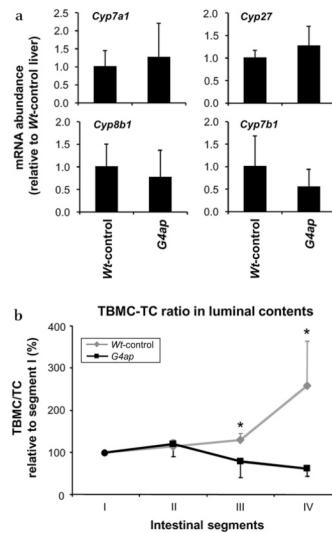 a
Cyp7a1
Cyp27
2.5
2.0
1.5
1.0
0.5
0.0
2.0
1.5
1.0
0.5
0.0
mRNA abundance
(relative to Wt-control liver)
Cyp8b1
Cyp7b1
2.0
1.5
1.0
0.5
0.0
2.0
1.5
1.0
0.5
0.0
Wt-control
G4ap
Wt-control
G4ap
b
TBMC-TC ratio in luminal contents
TBMC/TC
relative to segment I (%)
400
300
200
100
0
Wt-control
G4ap
*
*
I II III IV
Intestinal segments